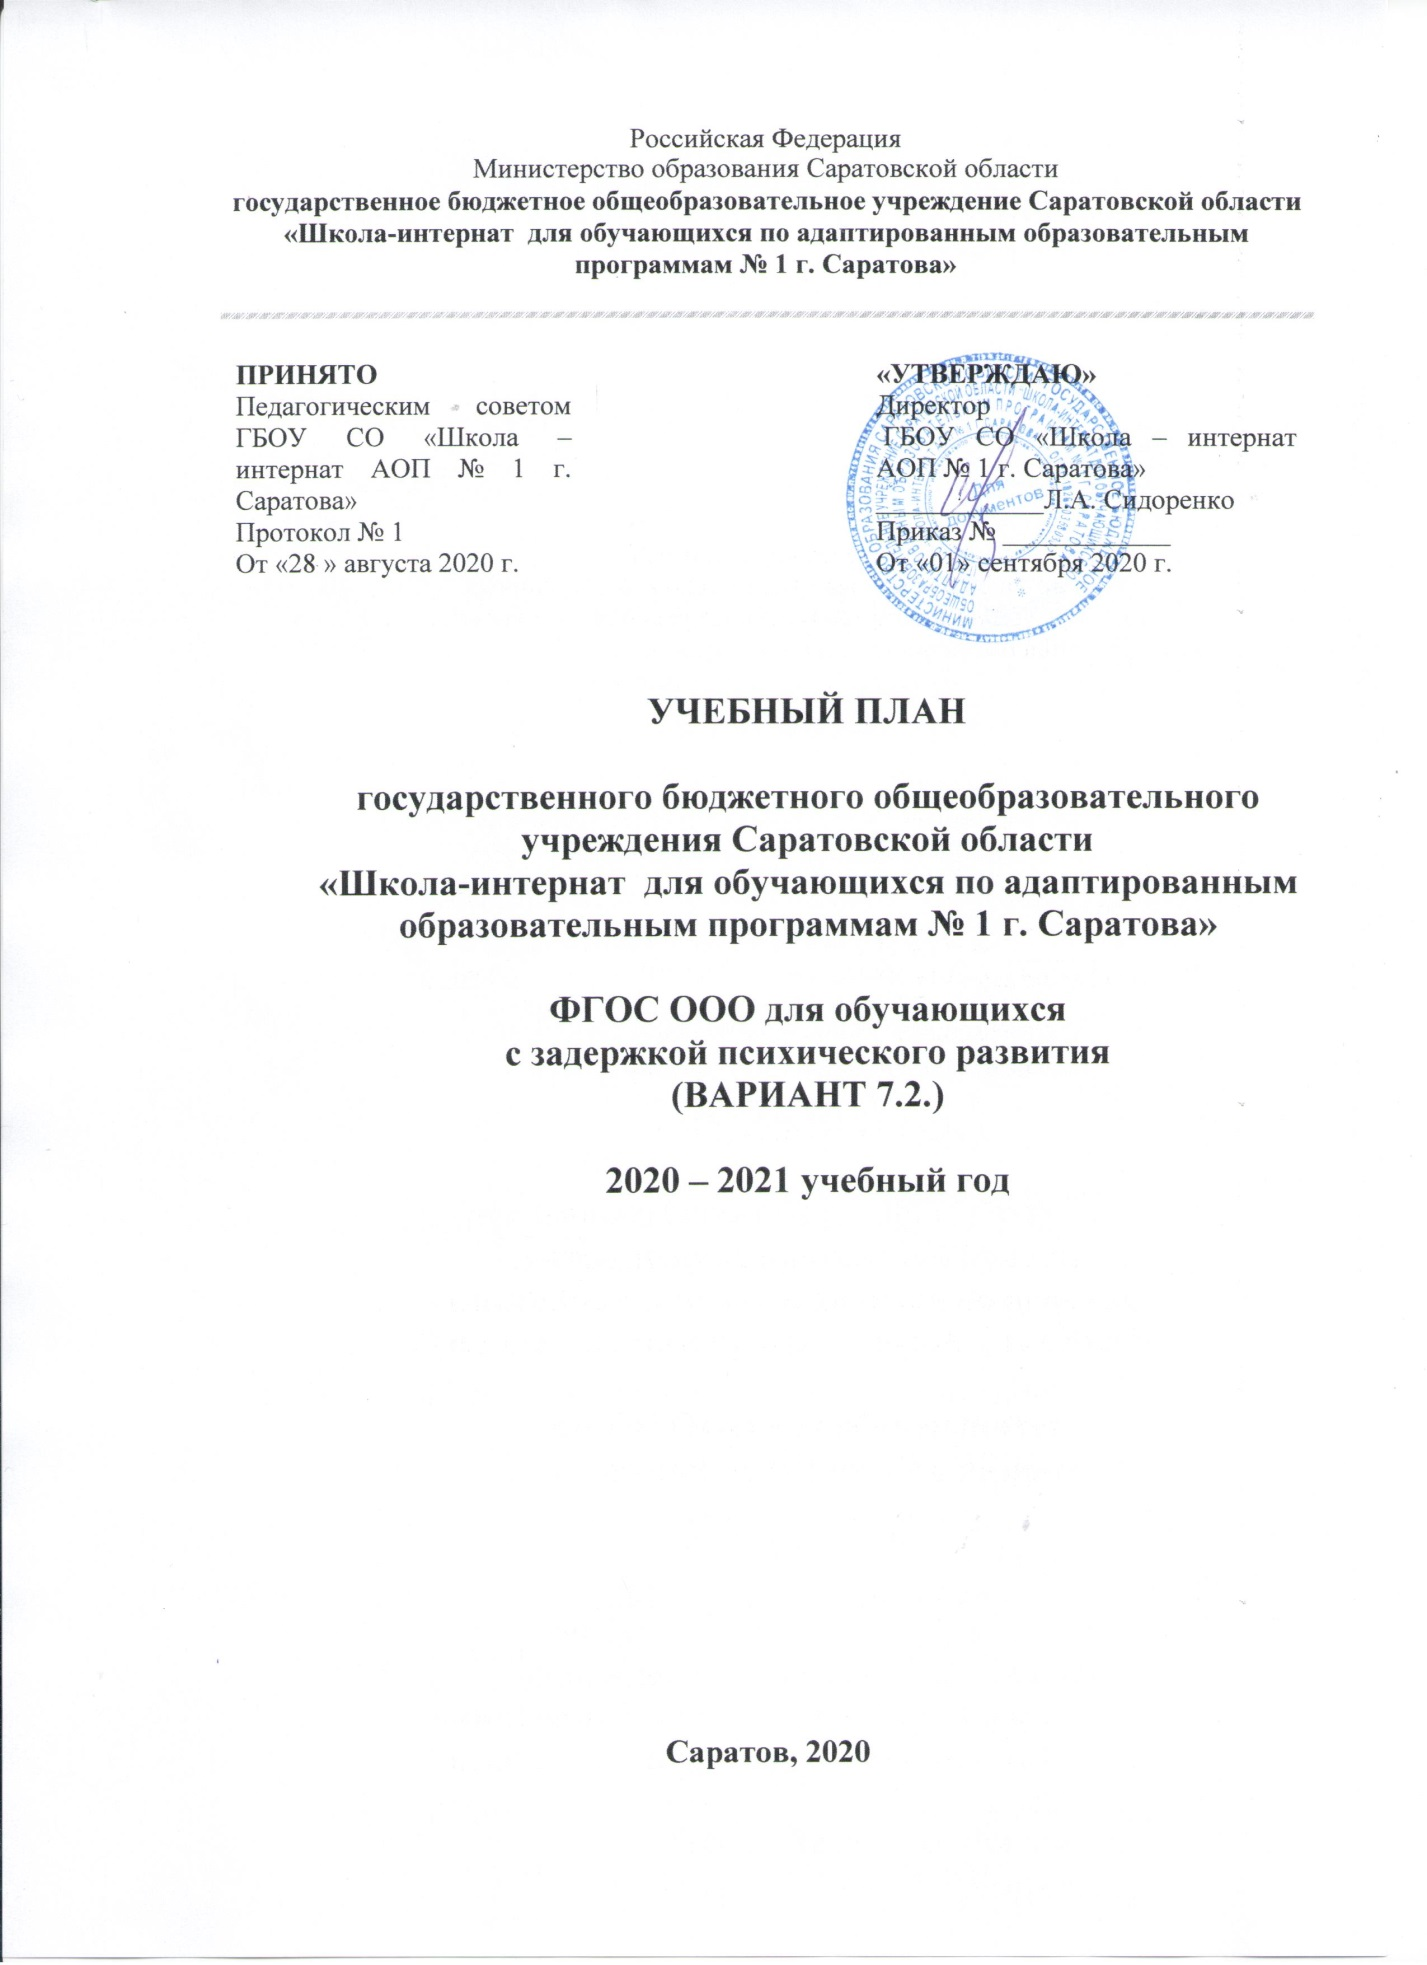 Российская Федерация
Министерство образования Саратовской области
государственное бюджетное общеобразовательное учреждение Саратовской области
«Школа-интернат для обучающихся по адаптированным образовательным
программам № 1 г. Саратова»
ПРИНЯТО
Педагогическим советом
ГБОУ СО «Школа –
интернат АОП № 1 г.
Саратова»
Протокол № 1
От «28 » августа 2020 г.
«УТВЕРЖДАЮ»
Директор
ГБОУ СО «Школа – интернат
АОП № 1 г. Саратова»
____________Л.А. Сидоренко
Приказ № ____________
От «01» сентября 2020 г.
Для
документов
УЧЕБНЫЙ ПЛАН
государственного бюджетного общеобразовательного
учреждения Саратовской области
«Школа-интернат для обучающихся по адаптированным
образовательным программам № 1 г. Саратова»
ФГОС ООО для обучающихся
с задержкой психического развития
(ВАРИАНТ 7.2.)
2020 – 2021 учебный год
Саратов, 2020